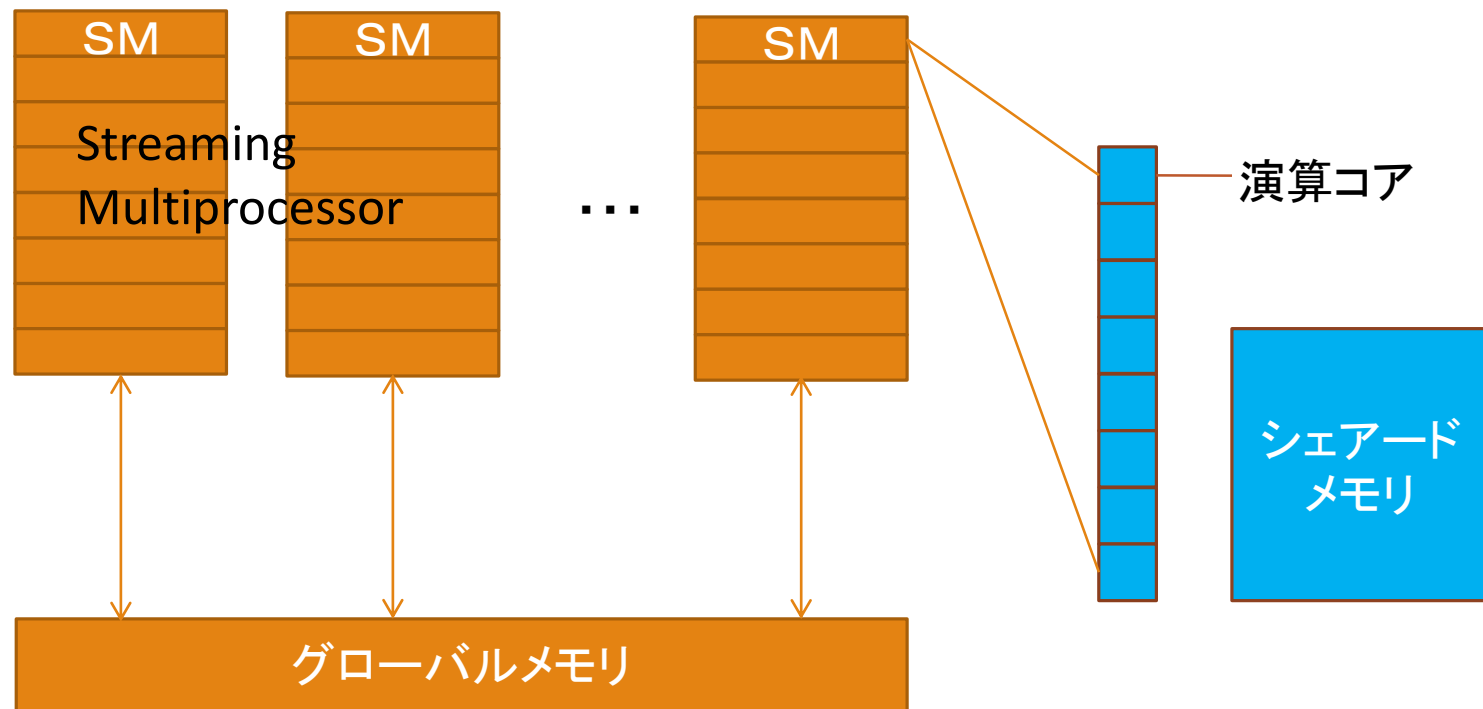 SM
SM
SM
Streaming
Multiprocessor
...
演算コア
シェアード
メモリ
グローバルメモリ